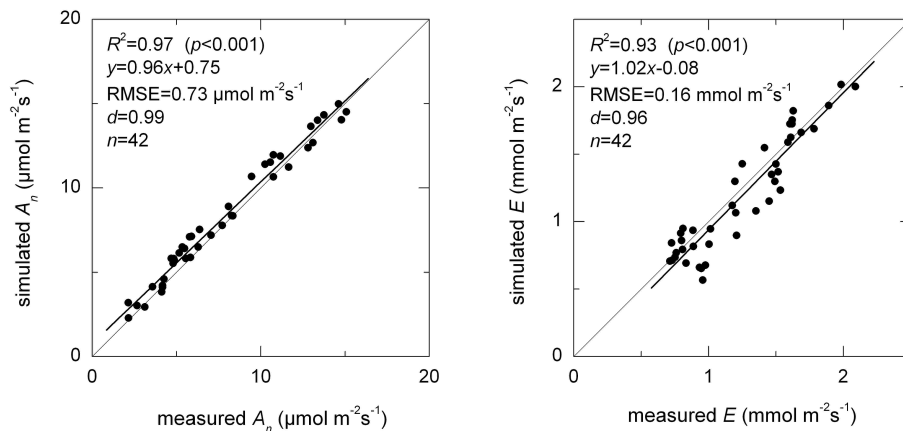 20
R²=0.97 (p<0.001)
y=0.96x+0.75
RMSE=0.73 µmol m⁻²s⁻¹
d=0.99
n=42
10
0
simulated Aₙ (µmol m⁻²s⁻¹)
0 10 20
measured Aₙ (µmol m⁻²s⁻¹)
R²=0.93 (p<0.001)
y=1.02x-0.08
RMSE=0.16 mmol m⁻²s⁻¹
d=0.96
n=42
2
1
0
simulated E (mmol m⁻²s⁻¹)
0 1 2
measured E (mmol m⁻²s⁻¹)